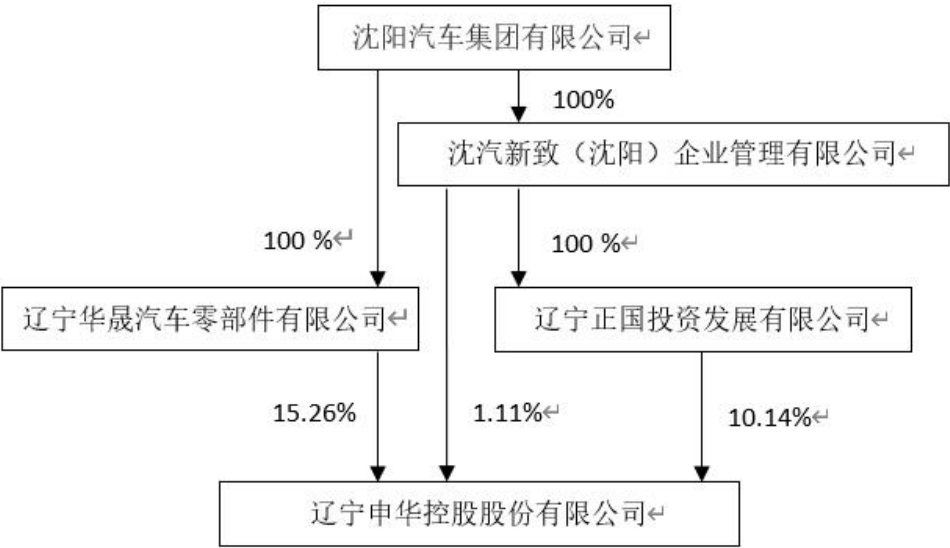 沈阳汽车集团有限公司↵
100%
沈汽新致（沈阳）企业管理有限公司↵
100 %↵
100 %↵
辽宁华晟汽车零部件有限公司↵
辽宁正国投资发展有限公司↵
15.26%
1.11%↵
10.14%↵
辽宁申华控股股份有限公司↵